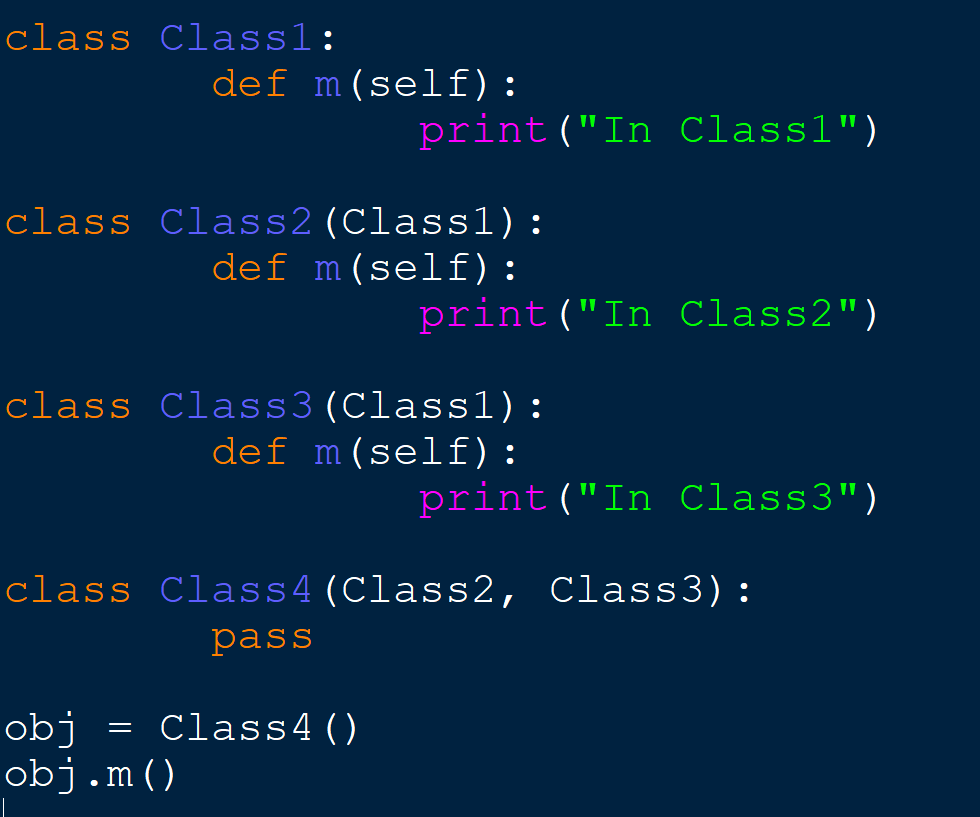 class Class1:
        def m(self):
                print("In Class1")

class Class2(Class1):
        def m(self):
                print("In Class2")

class Class3(Class1):
        def m(self):
                print("In Class3")

class Class4(Class2, Class3):
        pass

obj = Class4()
obj.m()